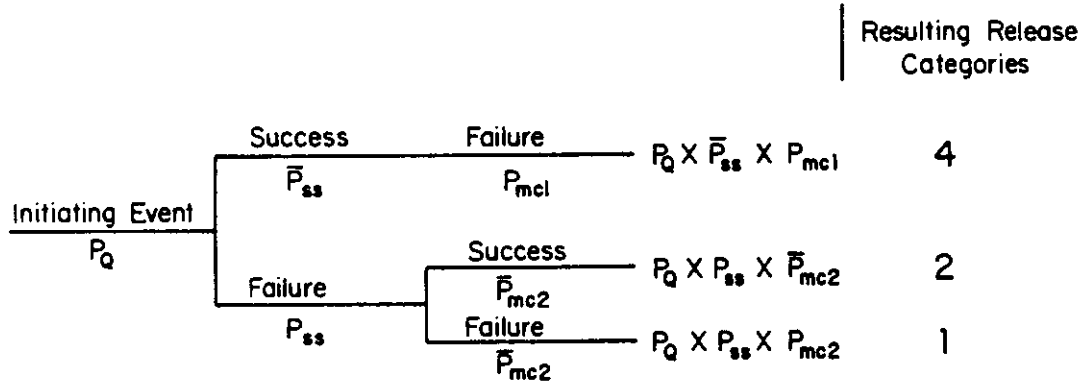 Resulting Release
Categories
Success
Failure
P̅ss
Pmc1
PQ X P̅ss X Pmc1
4
Initiating Event
PQ
Success
P̅mc2
PQ X Pss X P̅mc2
2
Failure
Pss
Failure
P̅mc2
PQ X Pss X Pmc2
1